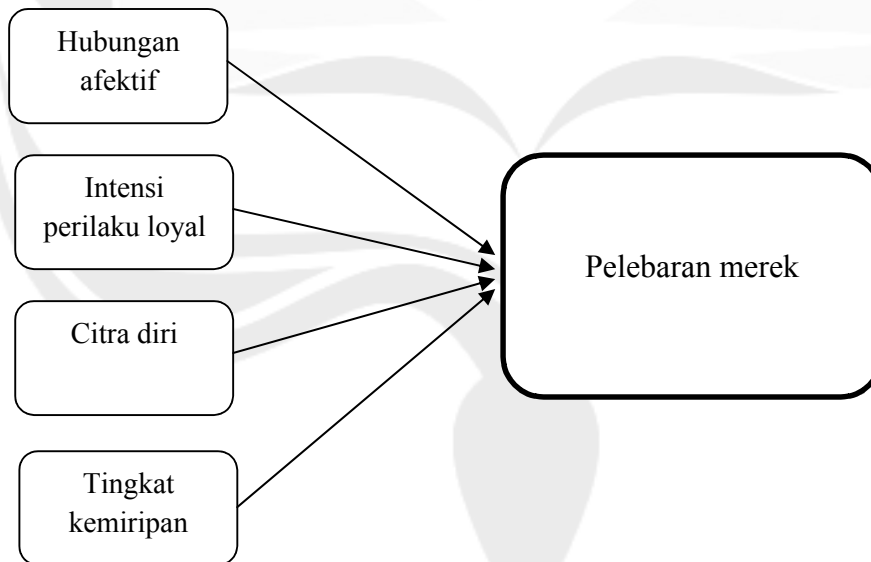 Hubungan
afektif
Intensi
perilaku loyal
Citra diri
Tingkat
kemiripan
Pelebaran merek